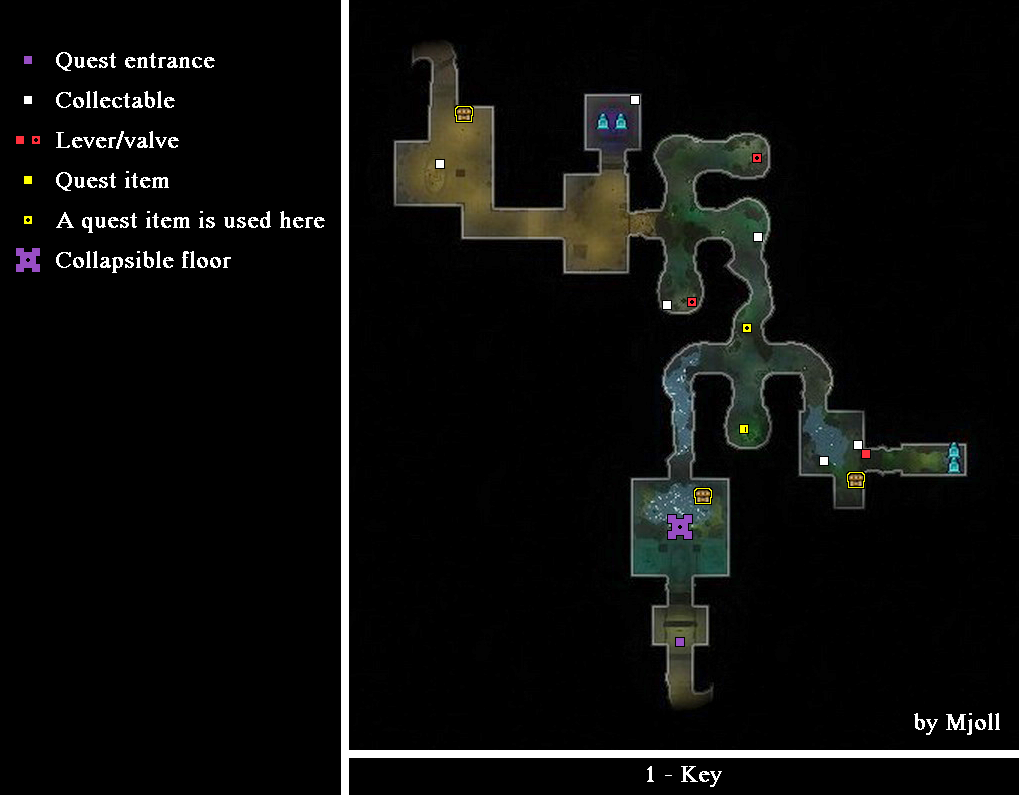 Quest entrance
Collectable
Lever/valve
Quest item
A quest item is used here
Collapsible floor
by Mjoll
1 - Key